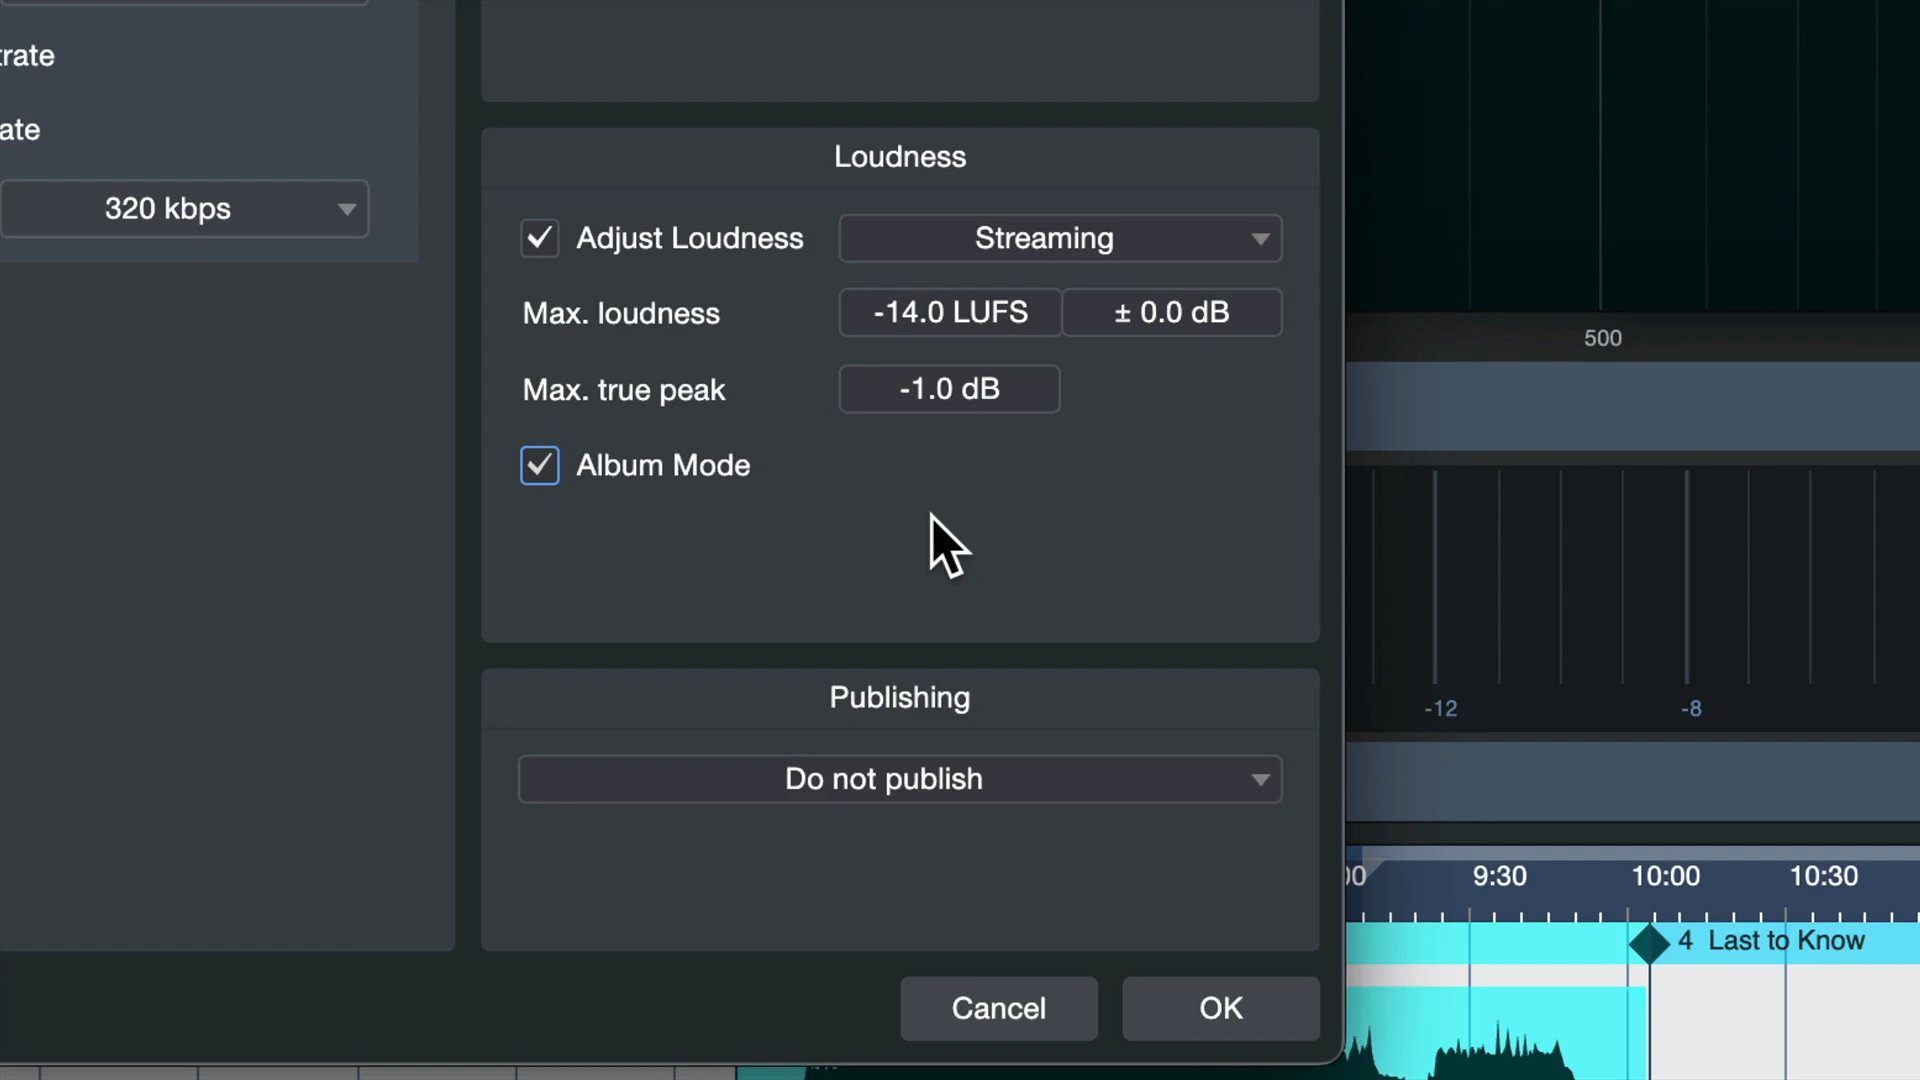 trate
ate
320 kbps
Loudness
Adjust Loudness
Streaming
Max. loudness
-14.0 LUFS
± 0.0 dB
Max. true peak
-1.0 dB
Album Mode
Publishing
Do not publish
Cancel
OK
500
-12
-8
00
9:30
10:00
10:30
4 Last to Know